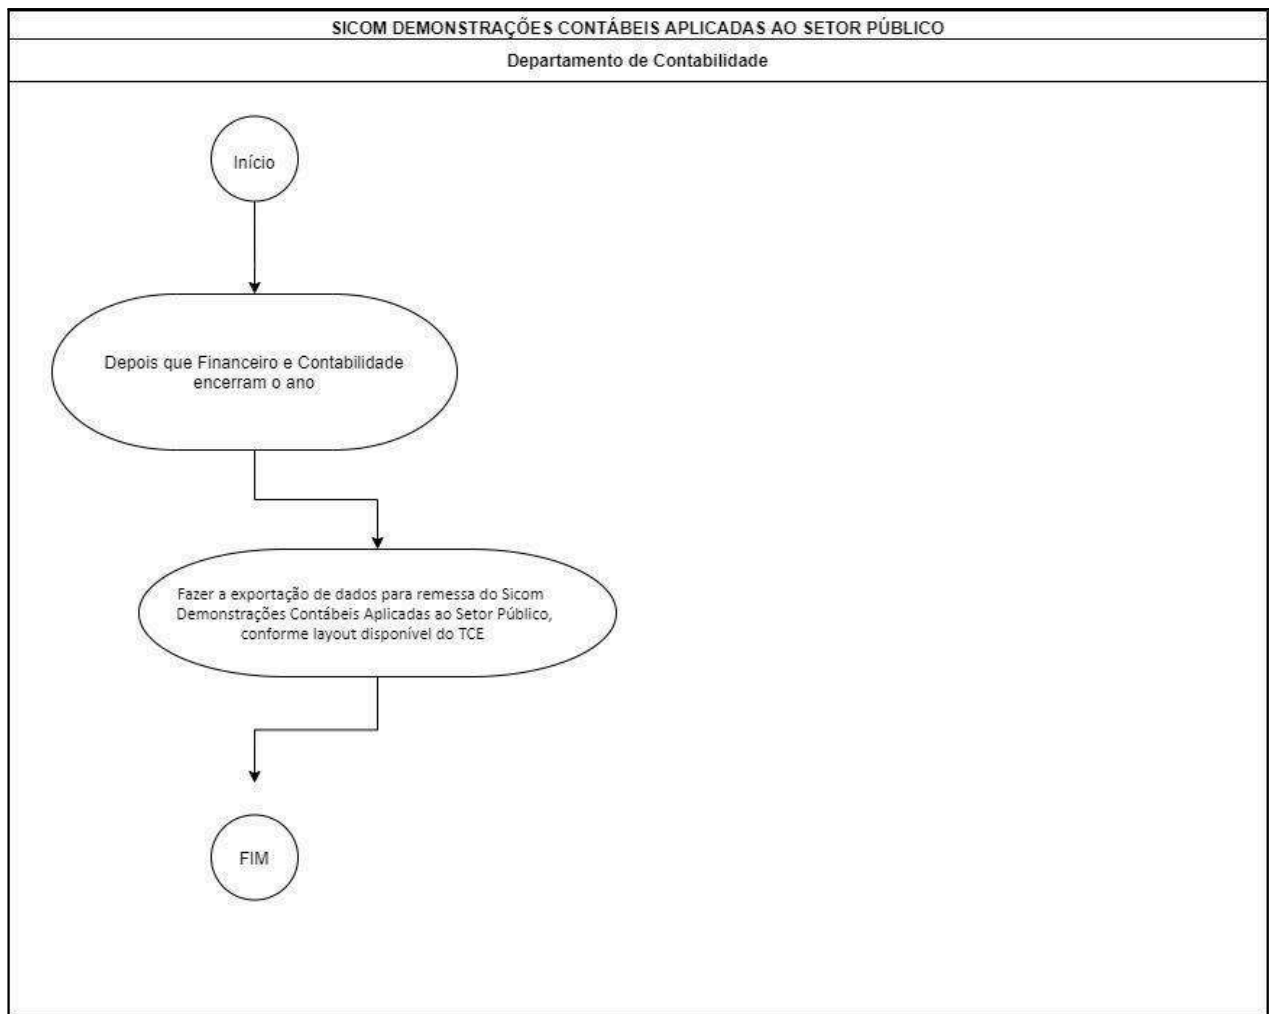 SICOM DEMONSTRAÇÕES CONTÁBEIS APLICADAS AO SETOR PÚBLICO
Departamento de Contabilidade
Início
Depois que Financeiro e Contabilidade
encerram o ano
Fazer a exportação de dados para remessa do Sicom
Demonstrações Contábeis Aplicadas ao Setor Público,
conforme layout disponível do TCE
FIM